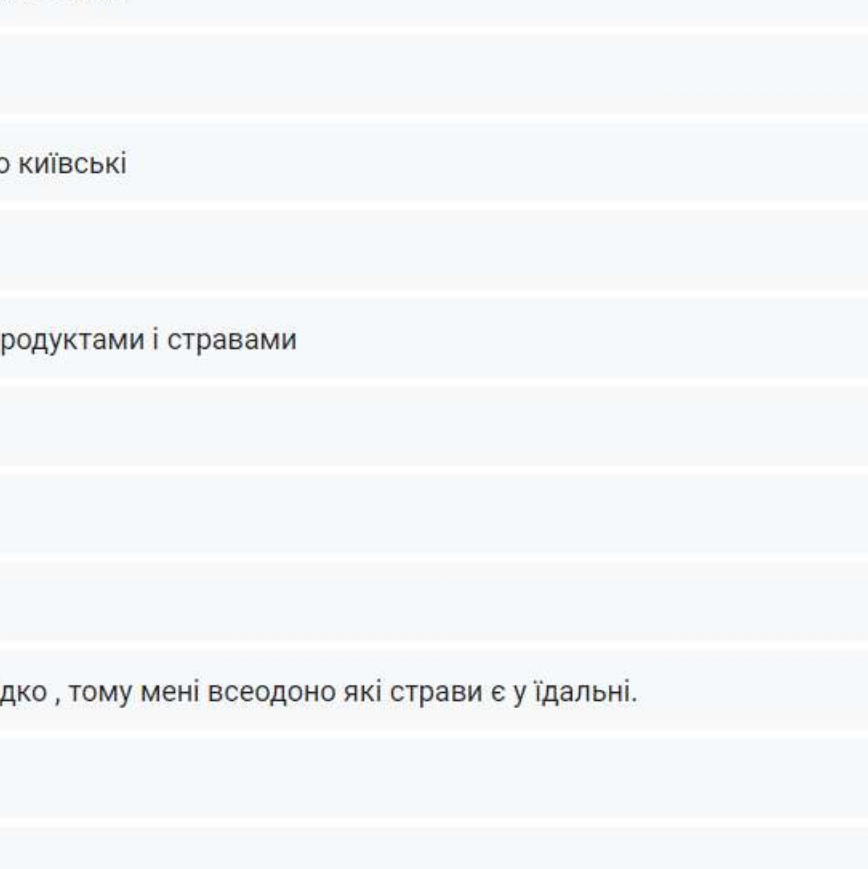 о київські
родуктами і стравами
дко , тому мені всеодоно які страви є у їдальні.